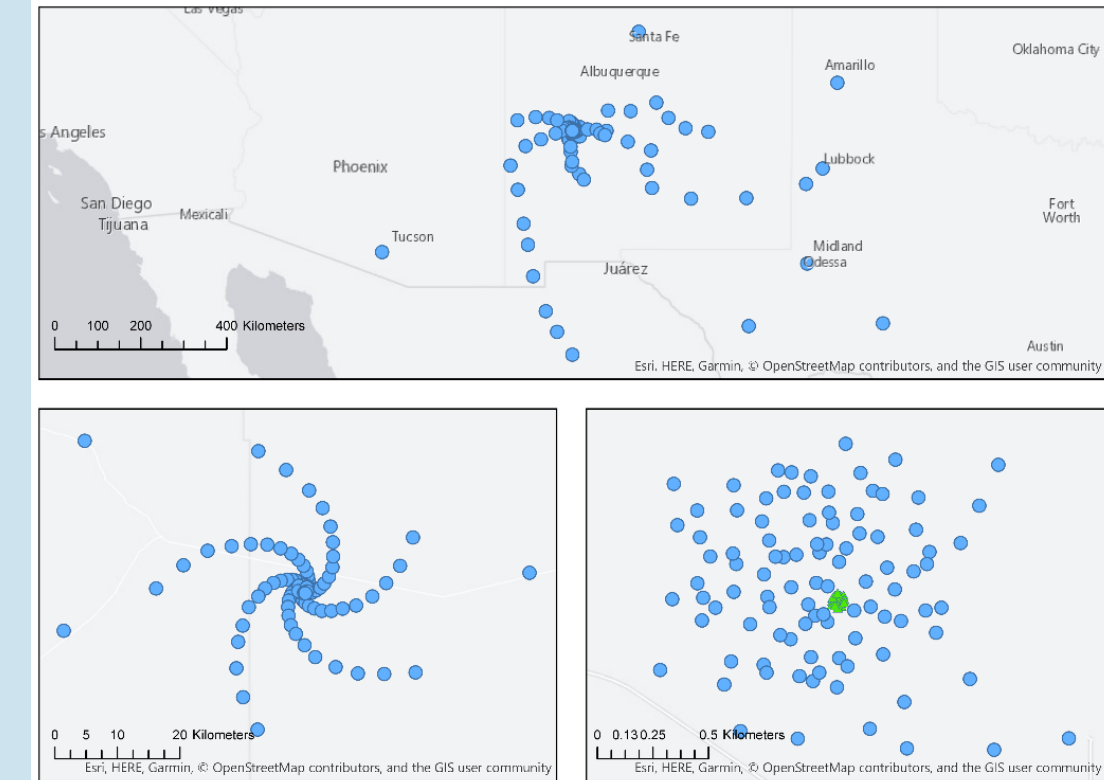 Las Vegas
Santa Fe
Oklahoma City
Albuquerque
Amarillo
s Angeles
Phoenix
Lubbock
San Diego
Tijuana
Mexicali
Fort
Worth
Tucson
Midland
Odessa
Juárez
0 100 200 400 Kilometers
Austin
Esri, HERE, Garmin, © OpenStreetMap contributors, and the GIS user community
0 5 10 20 Kilometers
Esri, HERE, Garmin, © OpenStreetMap contributors, and the GIS user community
0 0.130.25 0.5 Kilometers
Esri, HERE, Garmin, © OpenStreetMap contributors, and the GIS user community